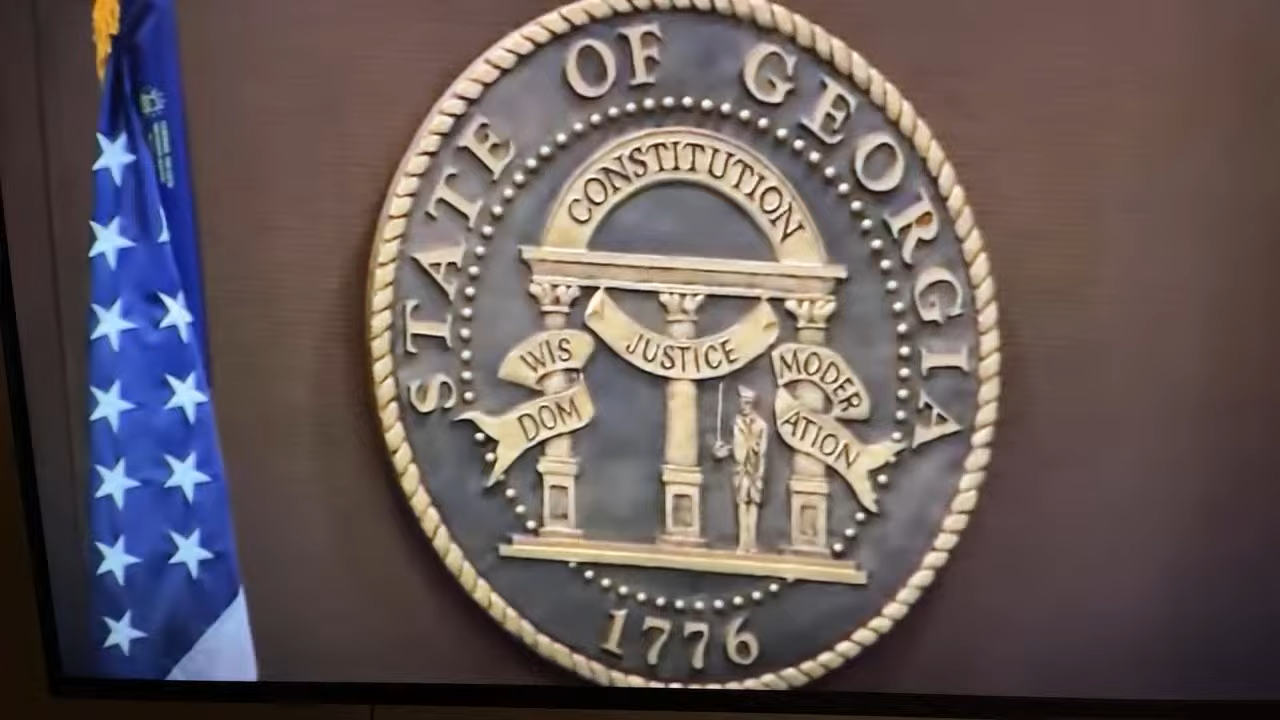 STATE OF GEORGIA
CONSTITUTION
WIS
DOM
JUSTICE
MODER
ATION
1776